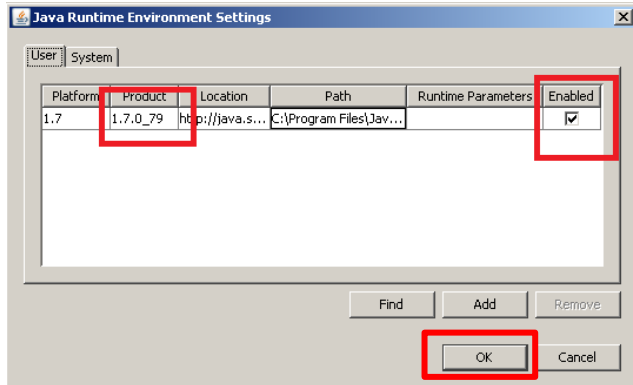 Java Runtime Environment Settings
User System
Platform Product Location Path Runtime Parameters Enabled
1.7 1.7.0_79 http://java.s... C:\Program Files\Jav...
Find Add Remove
OK Cancel